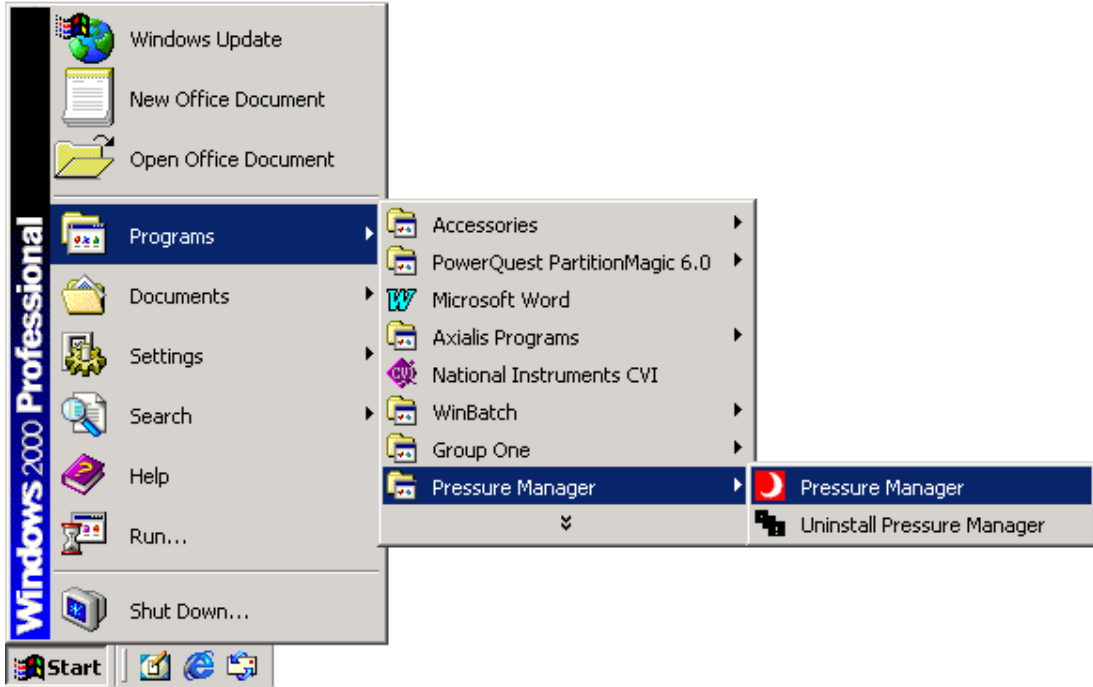 Windows Update
New Office Document
Open Office Document
Programs
Documents
Settings
Search
Help
Run...
Shut Down...
Windows 2000 Professional
Accessories
PowerQuest PartitionMagic 6.0
W Microsoft Word
Axialis Programs
CVI National Instruments CVI
WinBatch
Group One
Pressure Manager
Pressure Manager
Uninstall Pressure Manager
Start